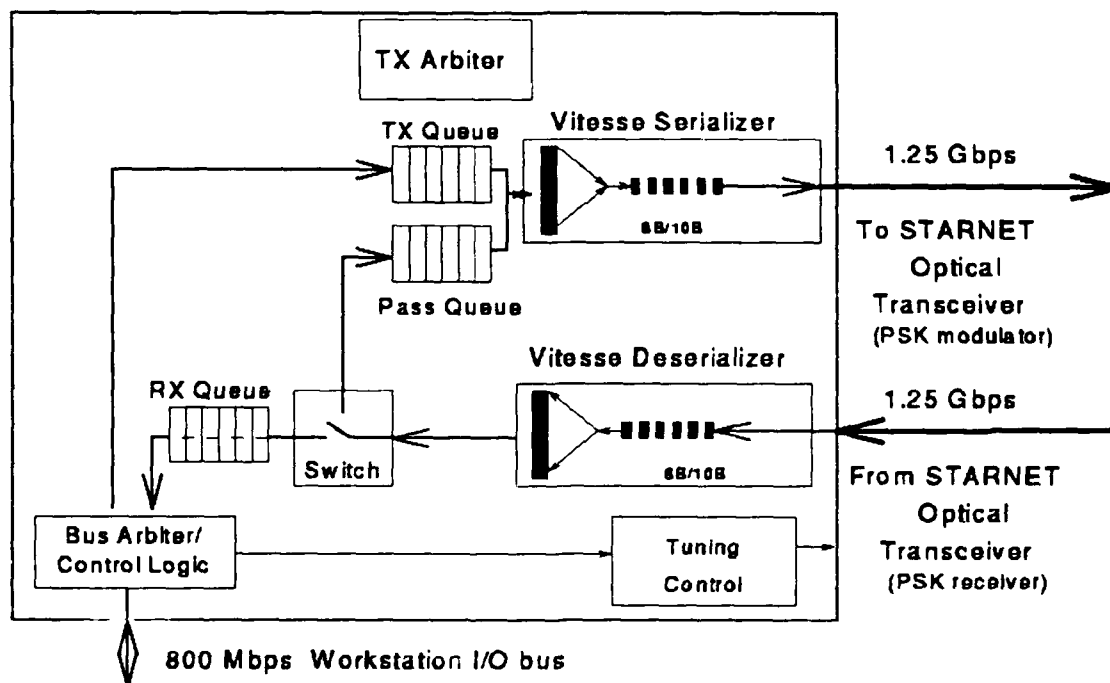 TX Arbiter
TX Queue
Vitesse Serializer
1.25 Gbps
8B/10B
To STARNET
Optical
Transceiver
(PSK modulator)
Pass Queue
Vitesse Deserializer
RX Queue
1.25 Gbps
Switch
8B/10B
From STARNET
Optical
Transceiver
(PSK receiver)
Bus Arbiter/
Control Logic
Tuning
Control
800 Mbps Workstation I/O bus